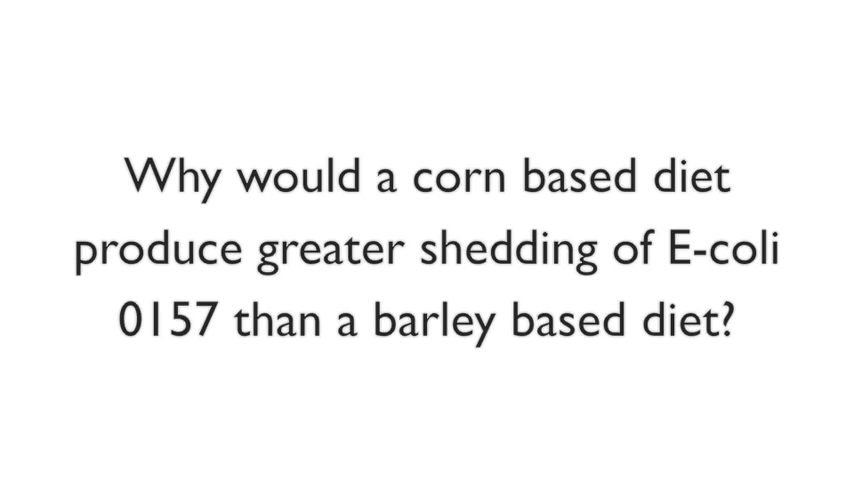 Why would a corn based diet
produce greater shedding of E-coli
0157 than a barley based diet?